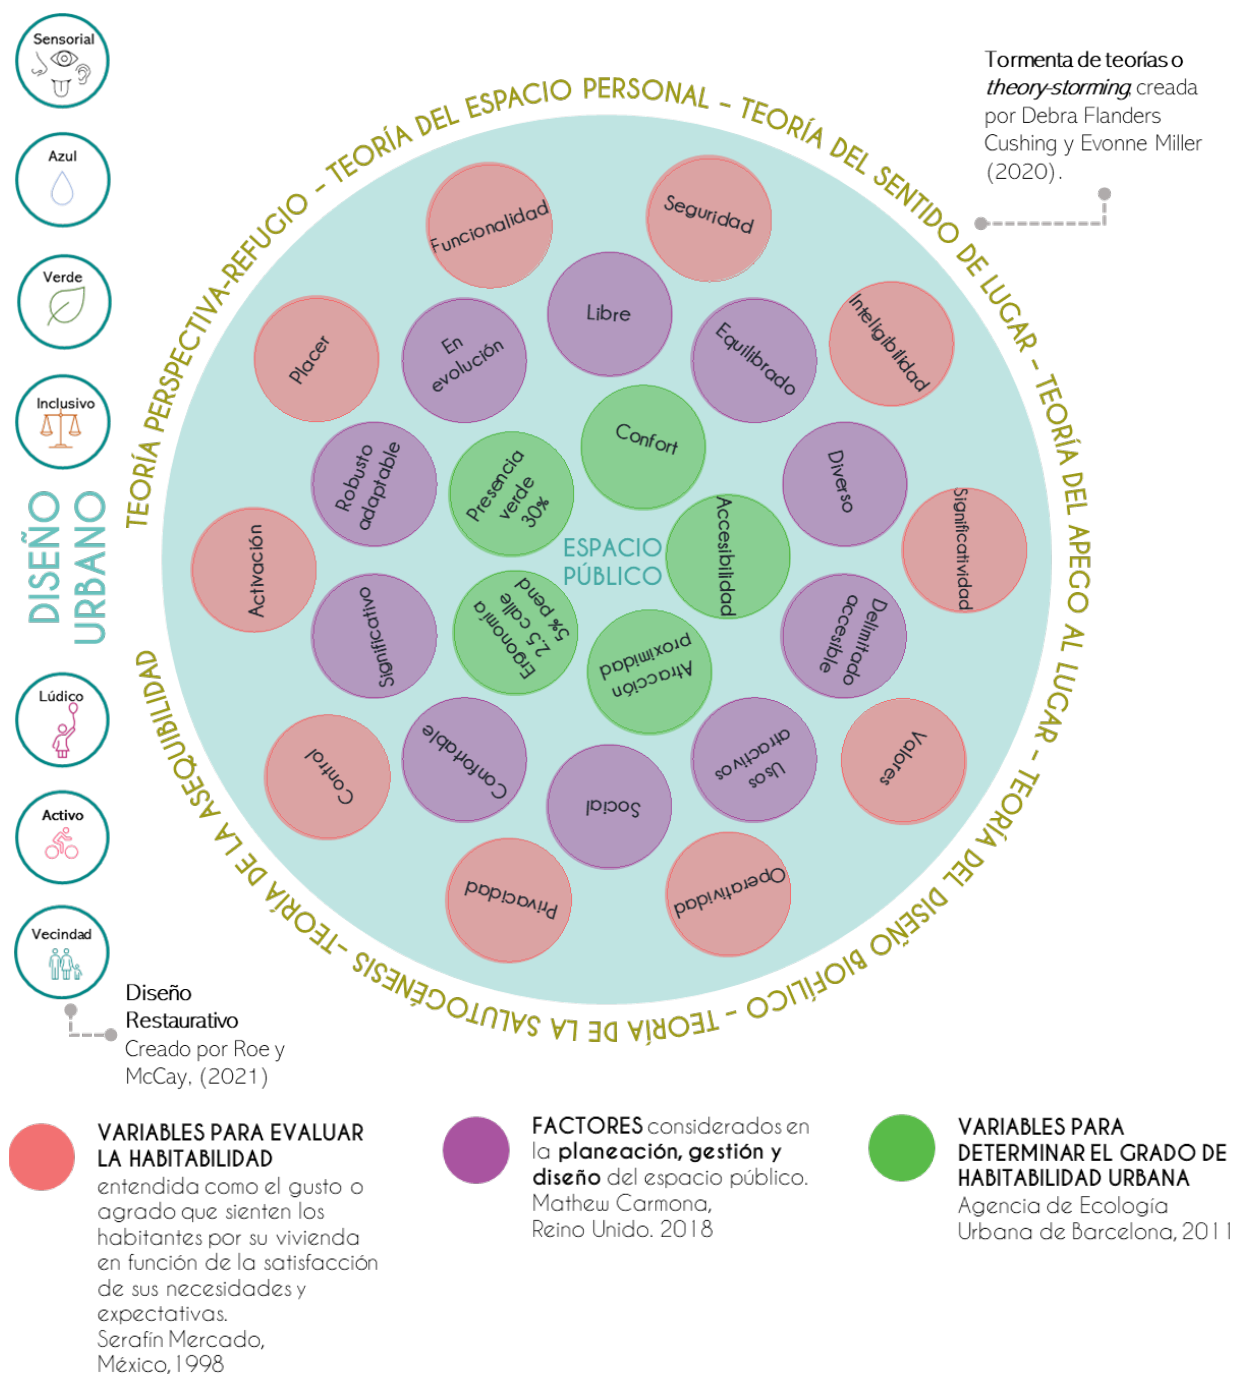 Sensorial
Azul
Verde
Inclusivo
DISEÑO
URBANO
Lúdico
Activo
Vecindad
Diseño
Restaurativo
Creado por Roe y
McCay, (2021)
Tormenta de teorías o
theory-storming, creada
por Debra Flanders
Cushing y Evonne Miller
(2020).
TEORÍA PERSPECTIVA-REFUGIO – TEORÍA DEL ESPACIO PERSONAL – TEORÍA DEL SENTIDO DE LUGAR – TEORÍA DEL APEGO AL LUGAR – TEORÍA DEL DISEÑO BIOFÍLICO – TEORÍA DE LA SALUTOGÉNESIS -TEORÍA DE LA ASEQUIBILIDAD
Funcionalidad
Seguridad
Inteligibilidad
Significatividad
Valores
Operatividad
Privacidad
Control
Activación
Placer
Libre
Equilibrado
Diverso
Delimitado
accesible
Usos
atractivos
Social
Confortable
Significativo
Robusto
adaptable
En
evolución
Confort
Accesibilidad
Atracción
proximidad
Ergonomía
2.5 calle
5% pend
Presencia
verde
30%
ESPACIO
PÚBLICO
VARIABLES PARA EVALUAR
LA HABITABILIDAD
entendida como el gusto o
agrado que sienten los
habitantes por su vivienda
en función de la satisfacción
de sus necesidades y
expectativas.
Serafín Mercado,
México, 1998
FACTORES considerados en
la planeación, gestión y
diseño del espacio público.
Mathew Carmona,
Reino Unido. 2018
VARIABLES PARA
DETERMINAR EL GRADO DE
HABITABILIDAD URBANA
Agencia de Ecología
Urbana de Barcelona, 2011